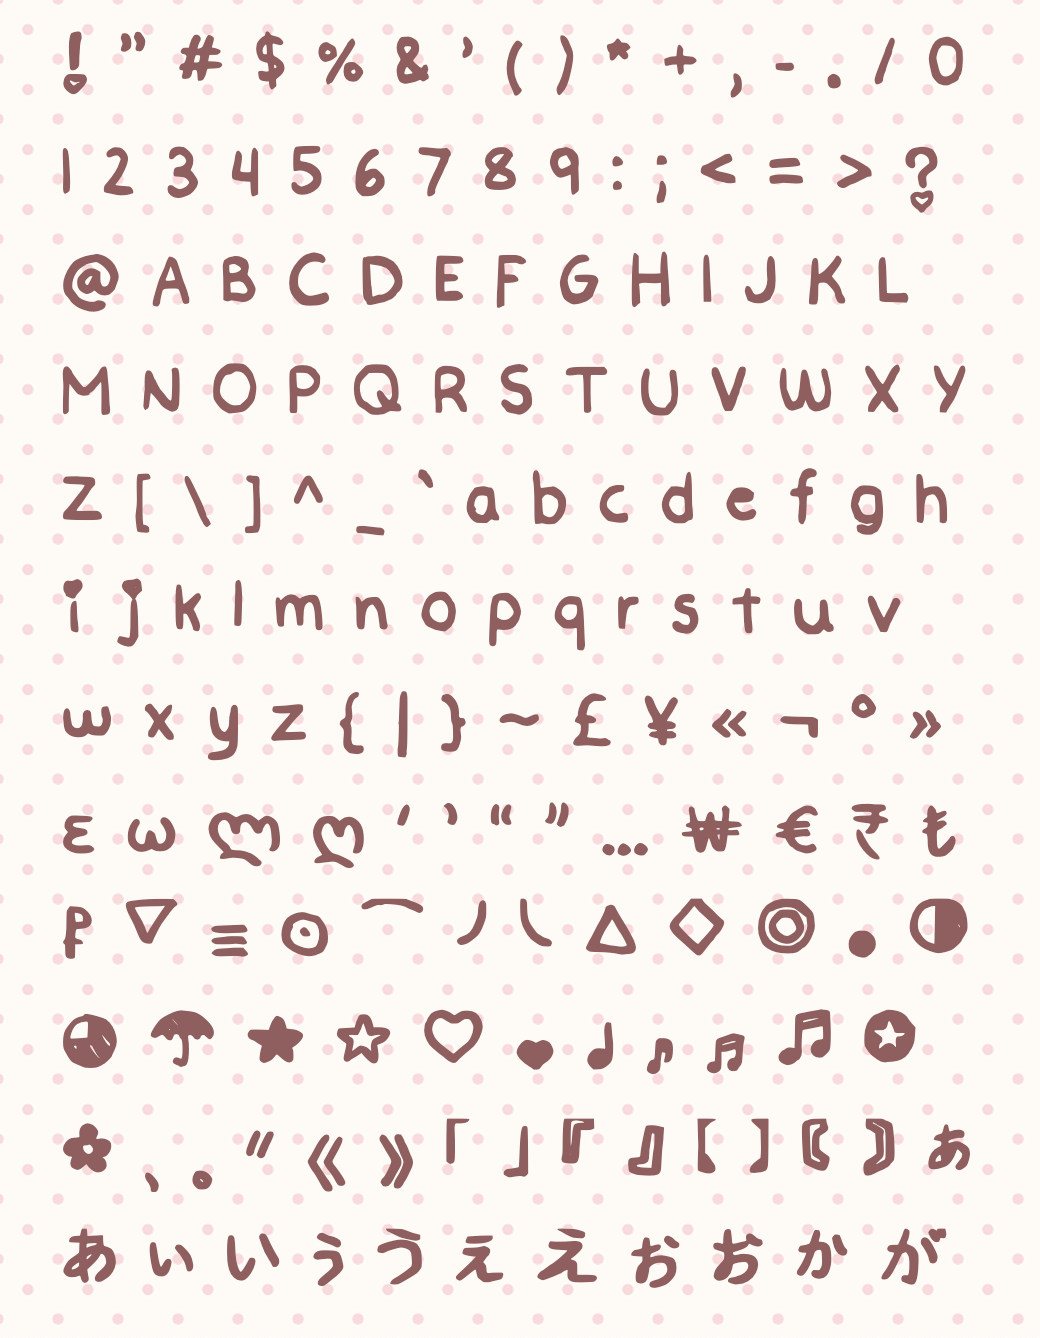 ! " # $ % & ' ( ) * + , - . / 0
1 2 3 4 5 6 7 8 9 : ; < = > ?
@ A B C D E F G H I J K L
M N O P Q R S T U V W X Y
Z [ \ ] ^ _ ` a b c d e f g h
i j k l m n o p q r s t u v
w x y z { | } ~ £ ¥ « ¬ ° »
ε ω ლ ღ ‘ ’ “ ” … ₩ € ₹ ₺
₽ ∇ ≡ ⊙ ⌒ ノ ㇏ △ ◇ ◎ ● ◑
◕ ☂ ★ ☆ ♡ ♥ ♩ ♪ ♬ ♫ ✪
✿ 、 。 〃 《 》 「 」 『 』 【 】 〖 〗 ぁ
あ ぃ い ぅ う ぇ え ぉ お か が